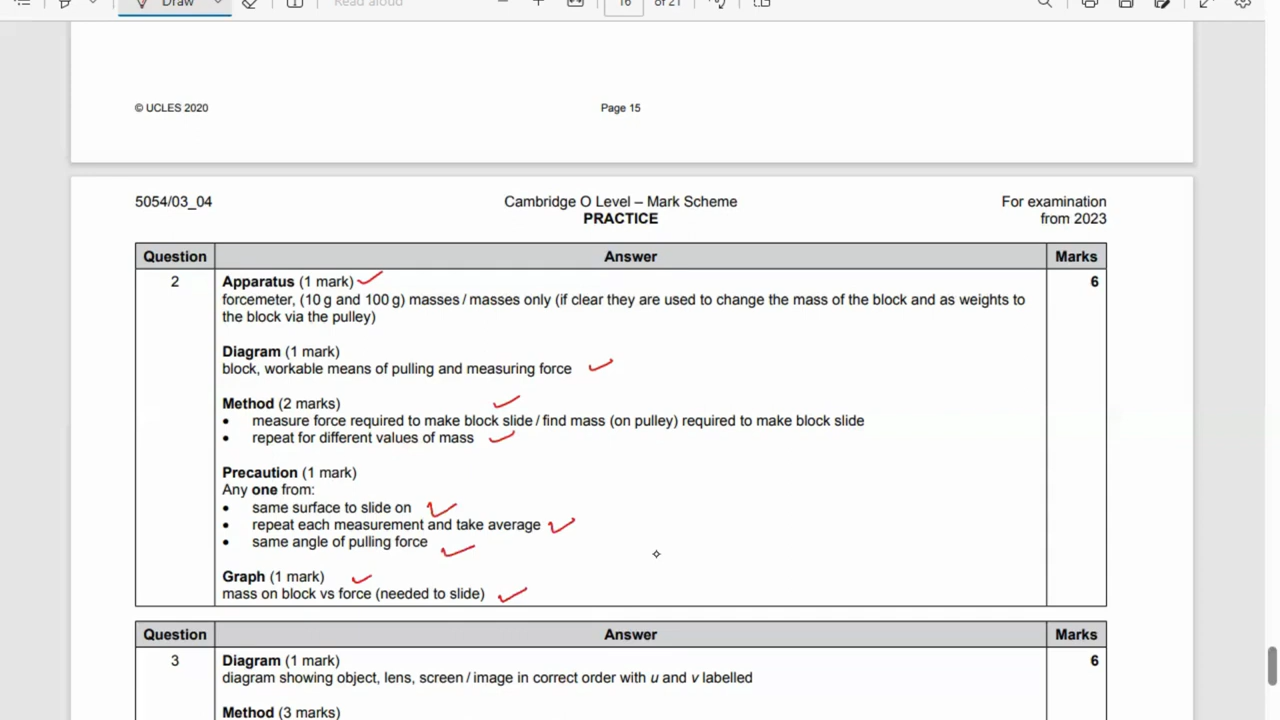 Draw
Read aloud
16
of 21
© UCLES 2020
Page 15
5054/03_04
Cambridge O Level – Mark Scheme
For examination
PRACTICE
from 2023
Question
Answer
Marks
2
Apparatus (1 mark)
6
forcemeter, (10 g and 100 g) masses / masses only (if clear they are used to change the mass of the block and as weights to
the block via the pulley)
Diagram (1 mark)
block, workable means of pulling and measuring force
Method (2 marks)
• measure force required to make block slide / find mass (on pulley) required to make block slide
• repeat for different values of mass
Precaution (1 mark)
Any one from:
• same surface to slide on
• repeat each measurement and take average
• same angle of pulling force
Graph (1 mark)
mass on block vs force (needed to slide)
Question
Answer
Marks
3
Diagram (1 mark)
6
diagram showing object, lens, screen / image in correct order with u and v labelled
Method (3 marks)